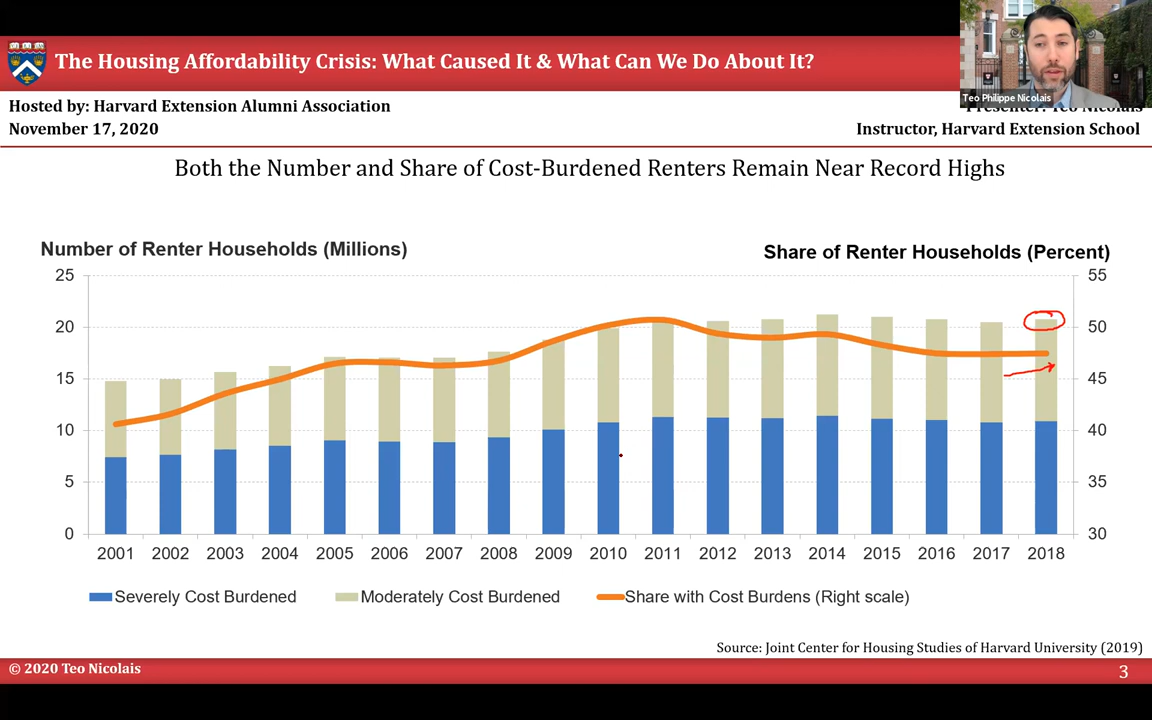 The Housing Affordability Crisis: What Caused It & What Can We Do About It?
Teo Philippe Nicolais
Hosted by: Harvard Extension Alumni Association
Presenter: Teo Nicolais
November 17, 2020
Instructor, Harvard Extension School
Both the Number and Share of Cost-Burdened Renters Remain Near Record Highs
Number of Renter Households (Millions)
Share of Renter Households (Percent)
25
20
15
10
5
0
55
50
45
40
35
30
2001 2002 2003 2004 2005 2006 2007 2008 2009 2010 2011 2012 2013 2014 2015 2016 2017 2018
Severely Cost Burdened
Moderately Cost Burdened
Share with Cost Burdens (Right scale)
Source: Joint Center for Housing Studies of Harvard University (2019)
© 2020 Teo Nicolais
3